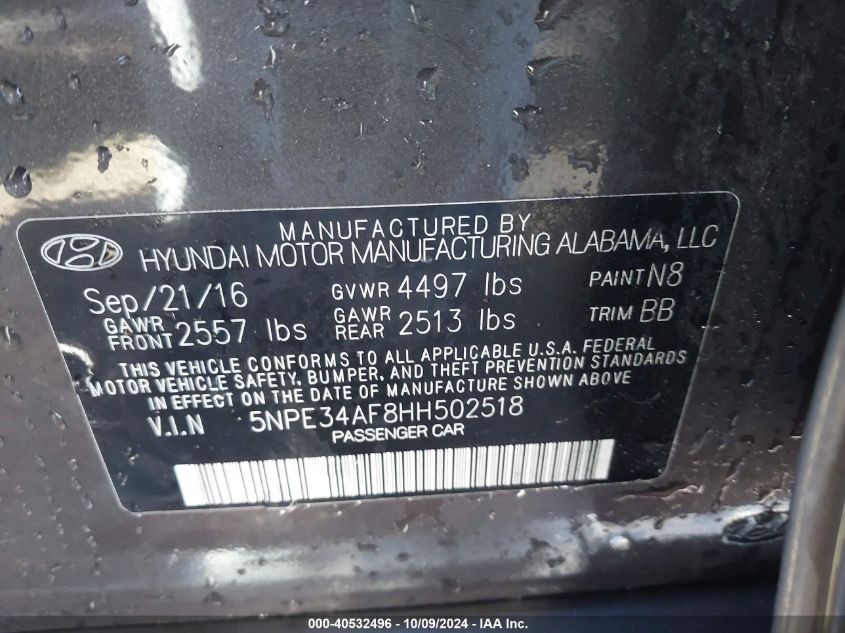 MANUFACTURED BY
HYUNDAI MOTOR MANUFACTURING ALABAMA, LLC
Sep/21/16 GVWR 4497 lbs PAINT N8
GAWR FRONT 2557 lbs GAWR REAR 2513 lbs TRIM BB
THIS VEHICLE CONFORMS TO ALL APPLICABLE U.S.A. FEDERAL
MOTOR VEHICLE SAFETY, BUMPER, AND THEFT PREVENTION STANDARDS
IN EFFECT ON THE DATE OF MANUFACTURE SHOWN ABOVE
V.I.N 5NPE34AF8HH502518
PASSENGER CAR
000-40532496 - 10/09/2024 - IAA Inc.